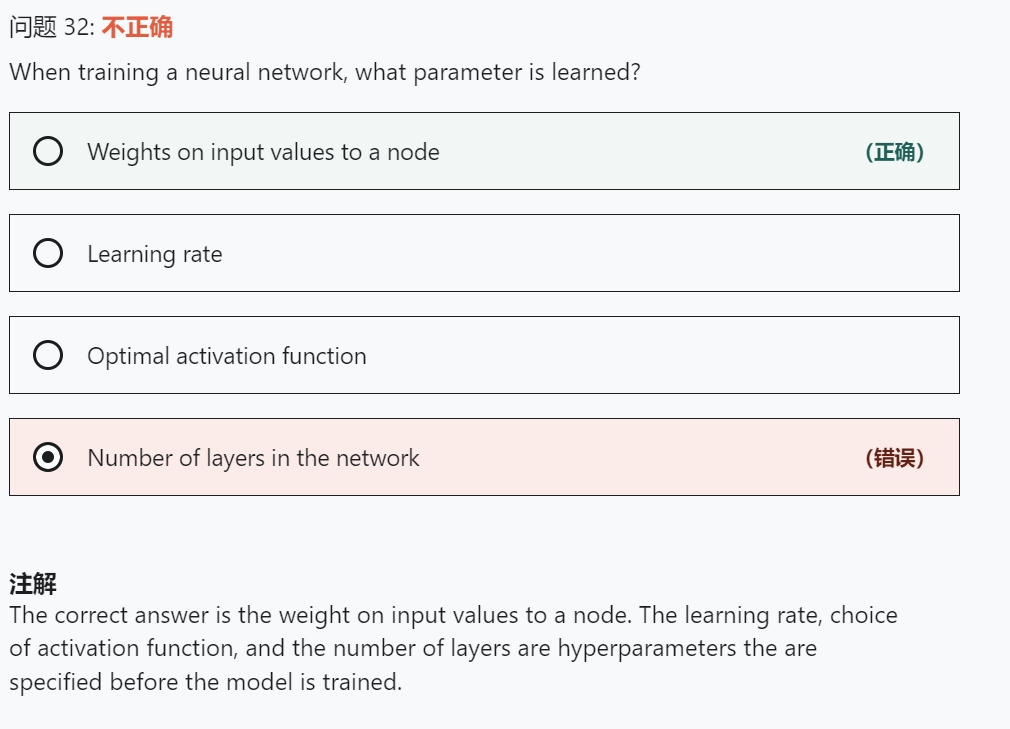 问题 32: 不正确
When training a neural network, what parameter is learned?
Weights on input values to a node (正确)
Learning rate
Optimal activation function
Number of layers in the network (错误)
注解
The correct answer is the weight on input values to a node. The learning rate, choice
of activation function, and the number of layers are hyperparameters the are
specified before the model is trained.